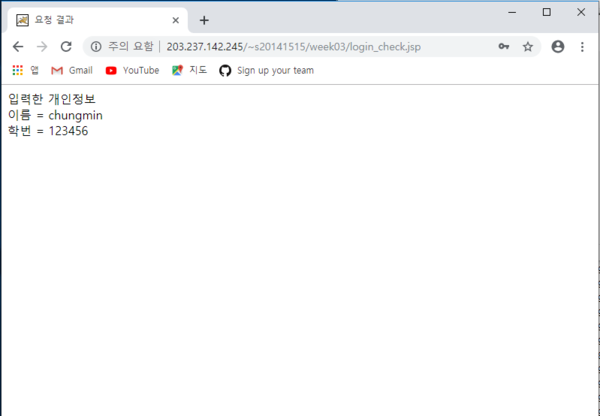 요청 결과
주의 요함 203.237.142.245/~s20141515/week03/login_check.jsp
앱 Gmail YouTube 지도 Sign up your team
입력한 개인정보
이름 = chungmin
학번 = 123456